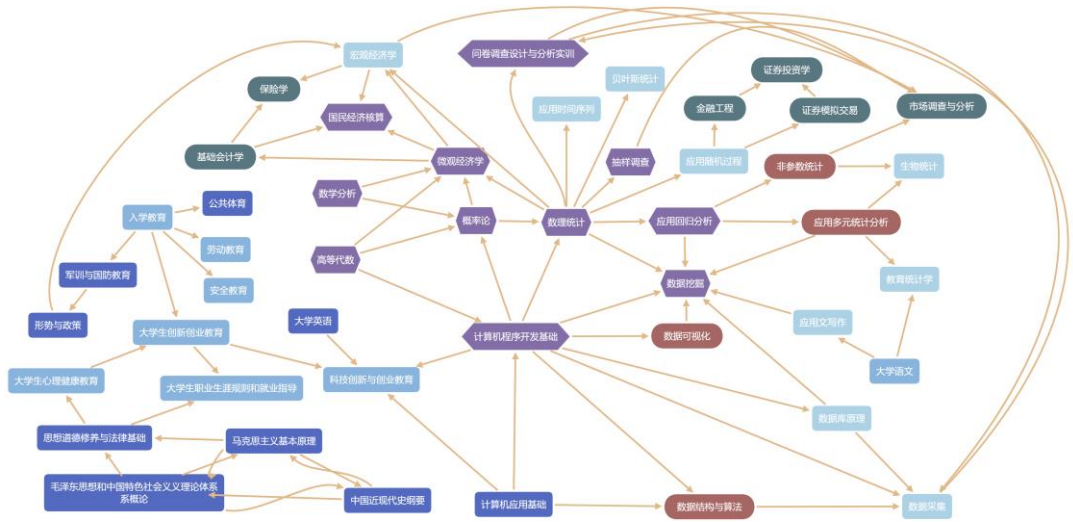 宏观经济学
问卷调查设计与分析实训
证券投资学
贝叶斯统计
保险学
应用时间序列
金融工程
证券模拟交易
市场调查与分析
国民经济核算
基础会计学
微观经济学
抽样调查
应用随机过程
非参数统计
生物统计
数学分析
公共体育
入学教育
概率论
数理统计
应用回归分析
应用多元统计分析
劳动教育
高等代数
军训与国防教育
安全教育
数据挖掘
教育统计学
形势与政策
大学生创新创业教育
大学英语
计算机程序开发基础
数据可视化
应用文写作
大学生心理健康教育
大学生职业生涯规则和就业指导
科技创新与创业教育
大学语文
数据库原理
思想道德修养与法律基础
马克思主义基本原理
毛泽东思想和中国特色社会义义理论体系
系概论
中国近现代史纲要
计算机应用基础
数据结构与算法
数据采集